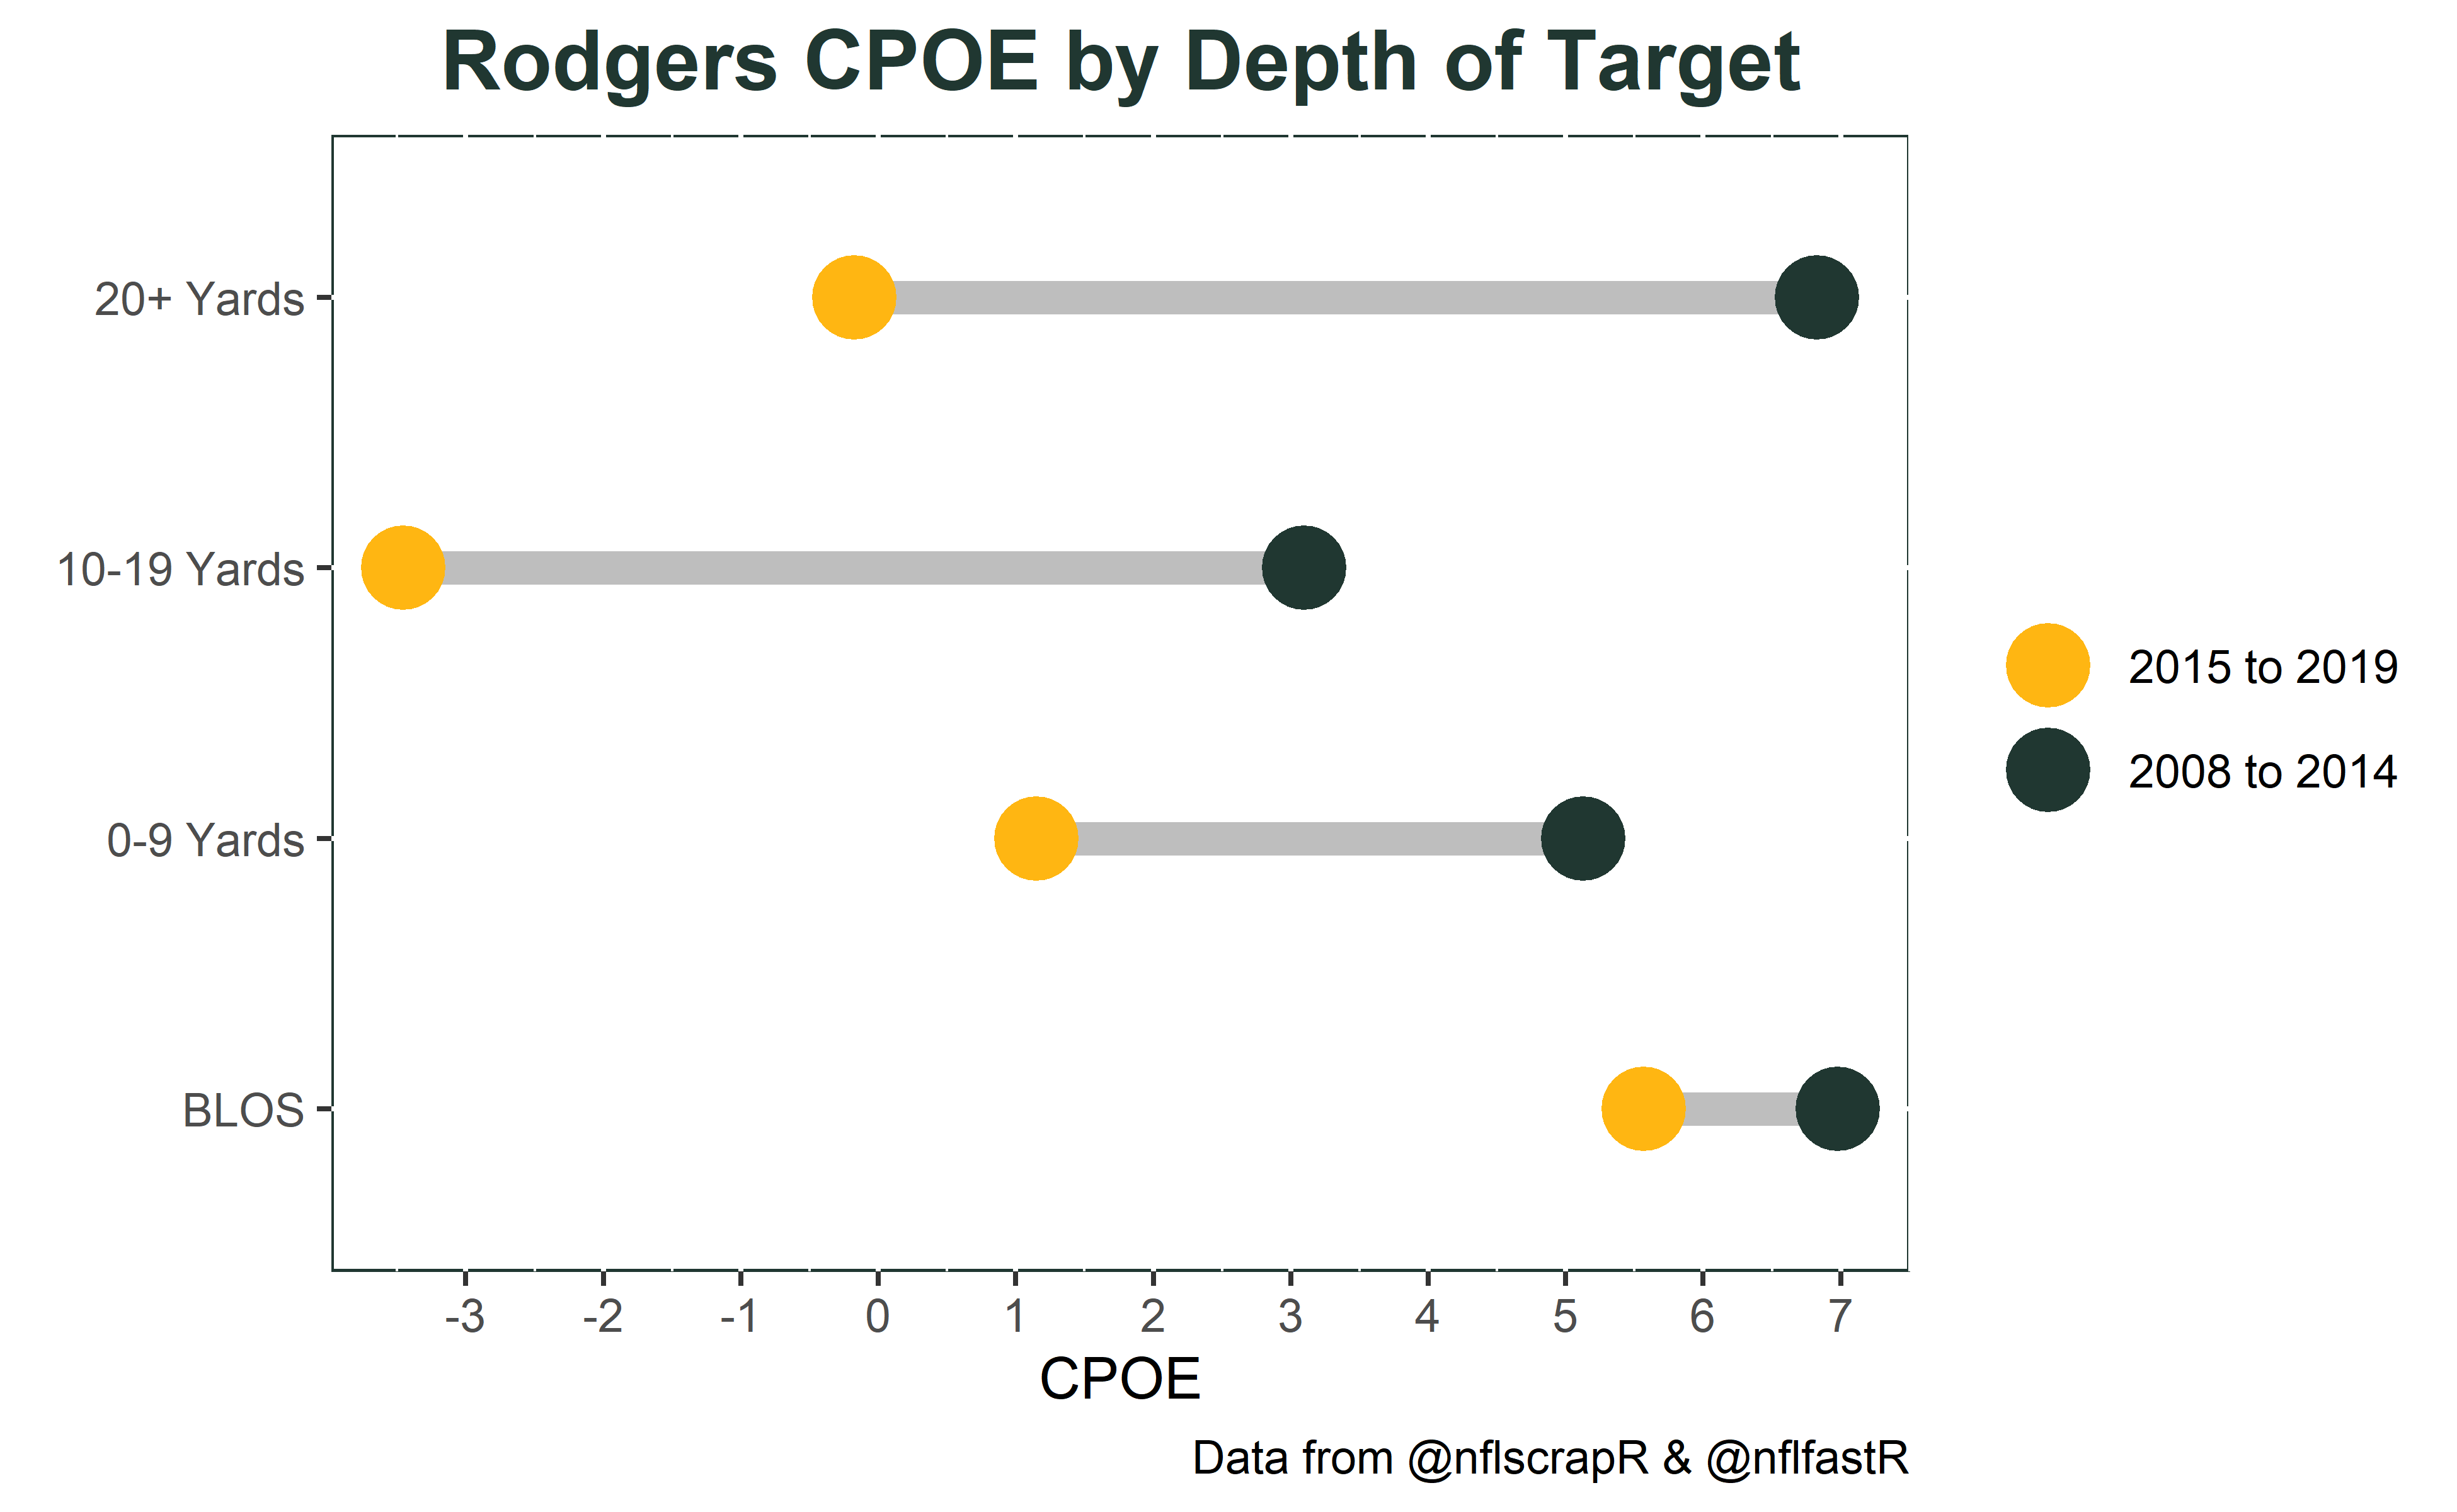 Rodgers CPOE by Depth of Target
20+ Yards
10-19 Yards
0-9 Yards
BLOS
-3 -2 -1 0 1 2 3 4 5 6 7
CPOE
2015 to 2019
2008 to 2014
Data from @nflscrapR & @nflfastR